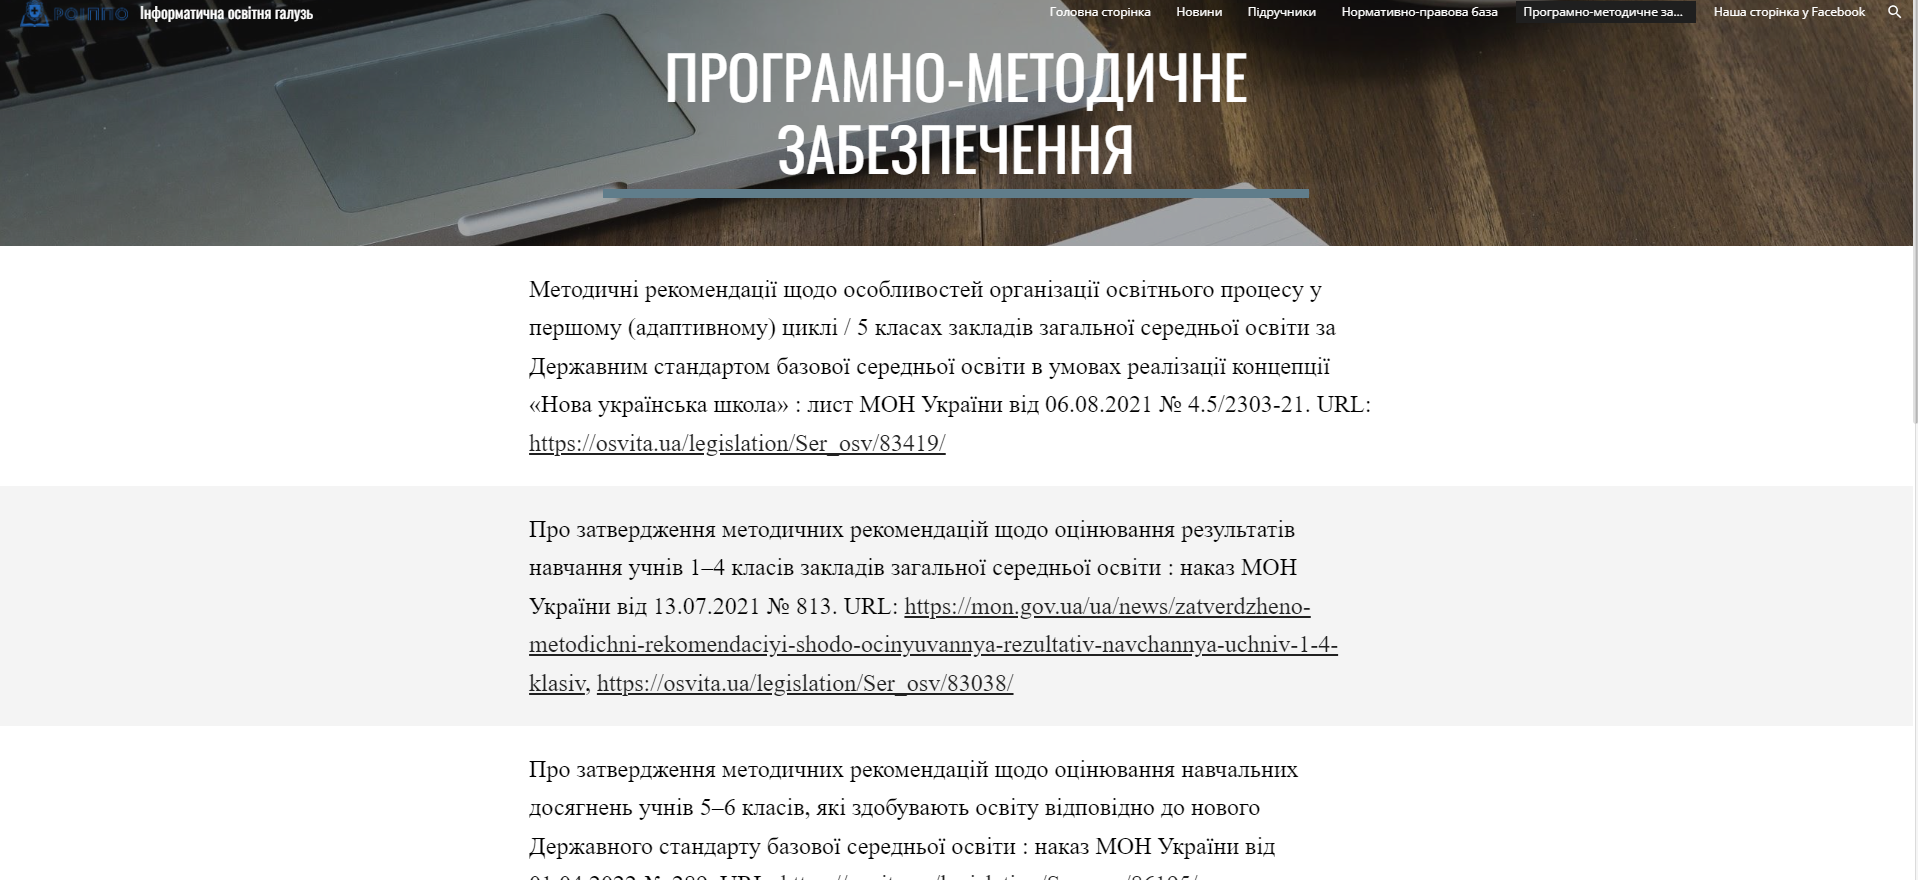 РОІППО Інформатична освітня галузь
Головна сторінка Новини Підручники Нормативно-правова база Програмно-методичне за... Наша сторінка у Facebook
ПРОГРАМНО-МЕТОДИЧНЕ
ЗАБЕЗПЕЧЕННЯ
Методичні рекомендації щодо особливостей організації освітнього процесу у
першому (адаптивному) циклі / 5 класах закладів загальної середньої освіти за
Державним стандартом базової середньої освіти в умовах реалізації концепції
«Нова українська школа» : лист МОН України від 06.08.2021 № 4.5/2303-21. URL:
https://osvita.ua/legislation/Ser_osv/83419/
Про затвердження методичних рекомендацій щодо оцінювання результатів
навчання учнів 1–4 класів закладів загальної середньої освіти : наказ МОН
України від 13.07.2021 № 813. URL: https://mon.gov.ua/ua/news/zatverdzheno-
metodichni-rekomendaciyi-shodo-ocinyuvannya-rezultativ-navchannya-uchniv-1-4-
klasiv, https://osvita.ua/legislation/Ser_osv/83038/
Про затвердження методичних рекомендацій щодо оцінювання навчальних
досягнень учнів 5–6 класів, які здобувають освіту відповідно до нового
Державного стандарту базової середньої освіти : наказ МОН України від